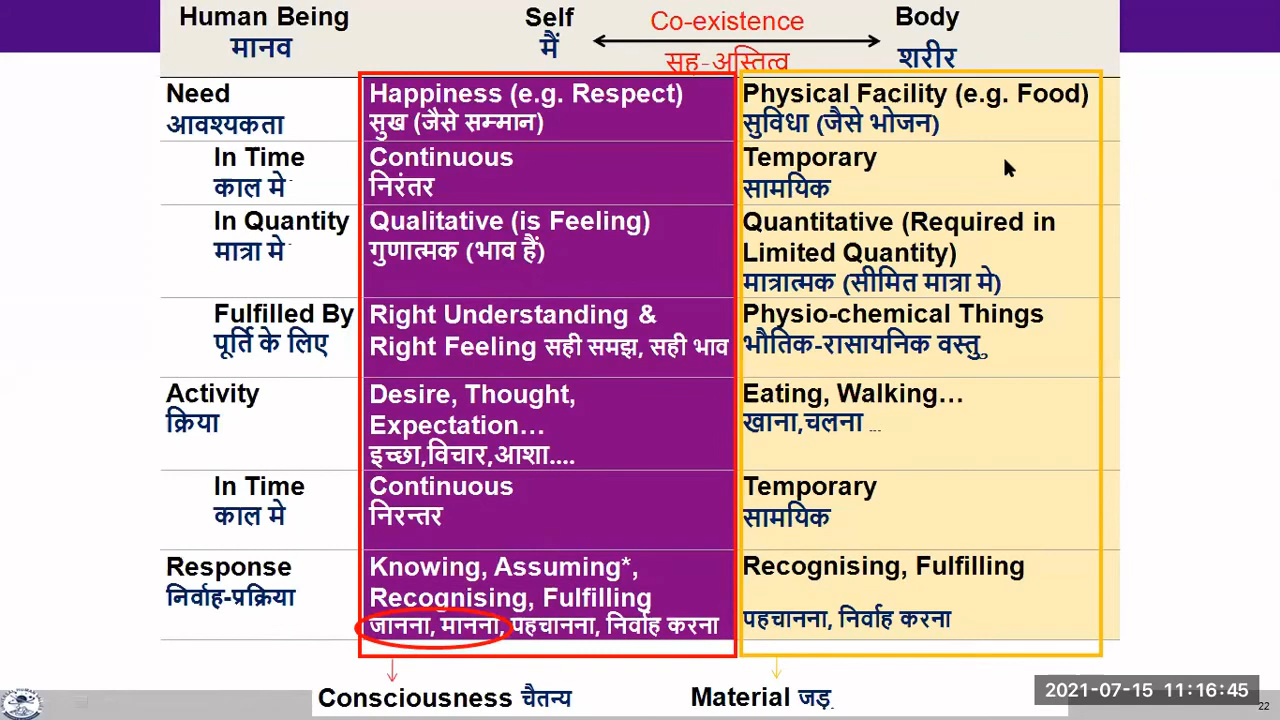 Human Being
मानव
Self
मैं
Co-existence
सह-अस्तित्व
Body
शरीर
Need
आवश्यकता
Happiness (e.g. Respect)
सुख (जैसे सम्मान)
Physical Facility (e.g. Food)
सुविधा (जैसे भोजन)
In Time
काल मे
Continuous
निरंतर
Temporary
सामयिक
In Quantity
मात्रा मे
Qualitative (is Feeling)
गुणात्मक (भाव हैं)
Quantitative (Required in
Limited Quantity)
मात्रात्मक (सीमित मात्रा मे)
Fulfilled By
पूर्ति के लिए
Right Understanding &
Right Feeling सही समझ, सही भाव
Physio-chemical Things
भौतिक-रासायनिक वस्तु
Activity
क्रिया
Desire, Thought,
Expectation…
इच्छा,विचार,आशा....
Eating, Walking…
खाना,चलना ...
In Time
काल मे
Continuous
निरन्तर
Temporary
सामयिक
Response
निर्वाह-प्रक्रिया
Knowing, Assuming*,
Recognising, Fulfilling
जानना, मानना, पहचानना, निर्वाह करना
Recognising, Fulfilling
पहचानना, निर्वाह करना
Consciousness चैतन्य
Material जड़
2021-07-15 11:16:45
22